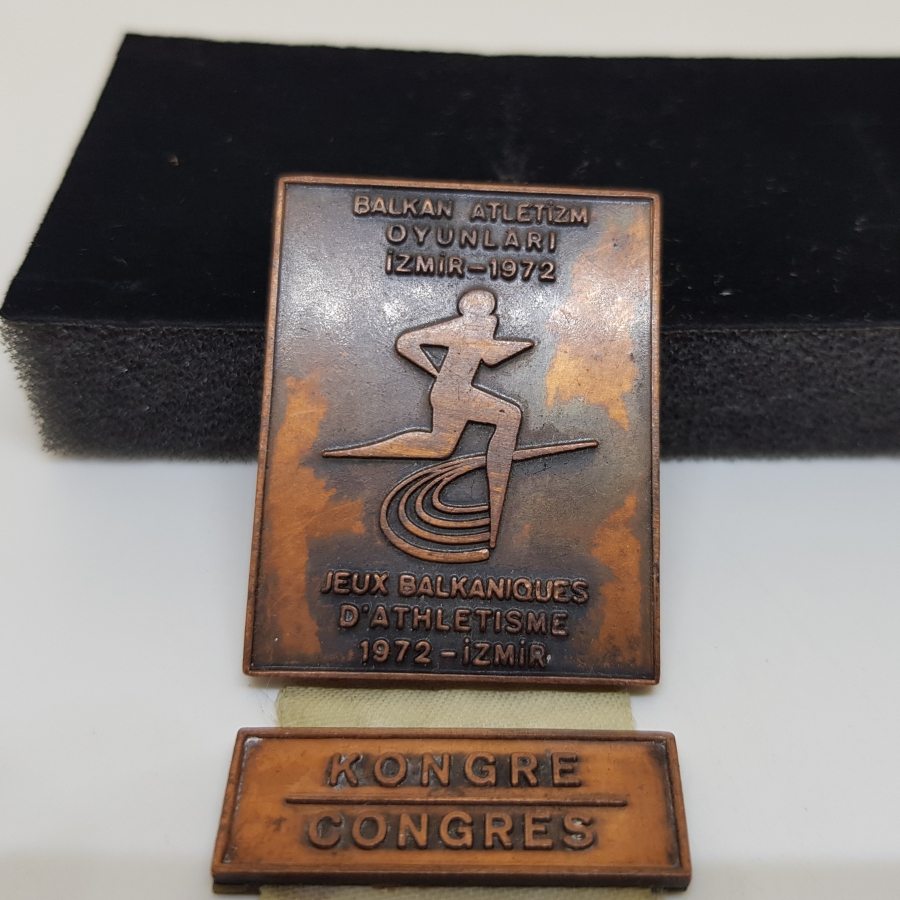 BALKAN ATLETİZM
OYUNLARI
İZMİR-1972
JEUX BALKANIQUES
D'ATHLETISME
1972-İZMİR
KONGRE
CONGRES